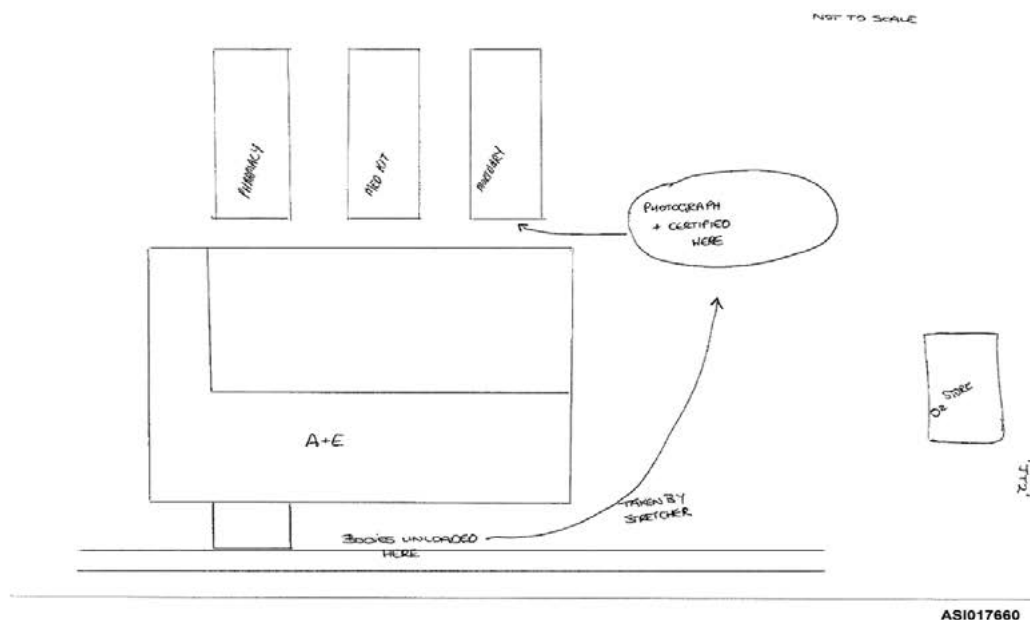 NOT TO SCALE
PHARMACY
MED KIT
MORTUARY
PHOTOGRAPH
+ CERTIFIED
HERE
O2 STORE
A+E
TAKEN BY
STRETCHER
BODIES UNLOADED
HERE
ASI017660